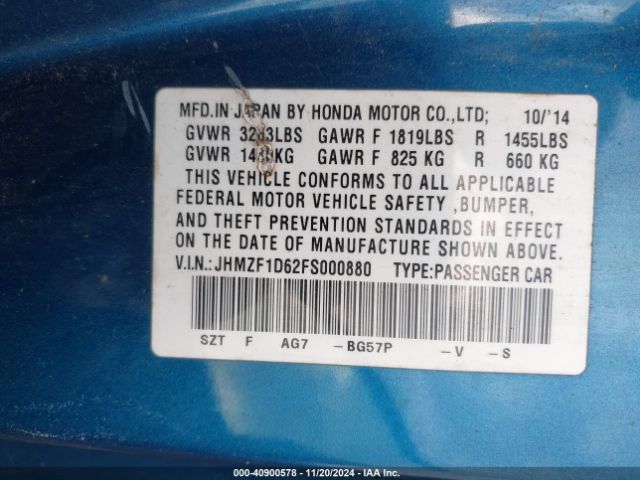 MFD.IN JAPAN BY HONDA MOTOR CO.,LTD; 10/'14
GVWR LBS GAWR F 1819LBS R 1455LBS
GVWR KG GAWR F 825 KG R 660 KG
THIS VEHICLE CONFORMS TO ALL APPLICABLE
FEDERAL MOTOR VEHICLE SAFETY ,BUMPER,
AND THEFT PREVENTION STANDARDS IN EFFECT
ON THE DATE OF MANUFACTURE SHOWN ABOVE.
V.I.N.:JHMZF1D62FS000880 TYPE:PASSENGER CAR
SZT F AG7 -BG57P -V -S
000-40900578 - 11/20/2024 - IAA Inc.